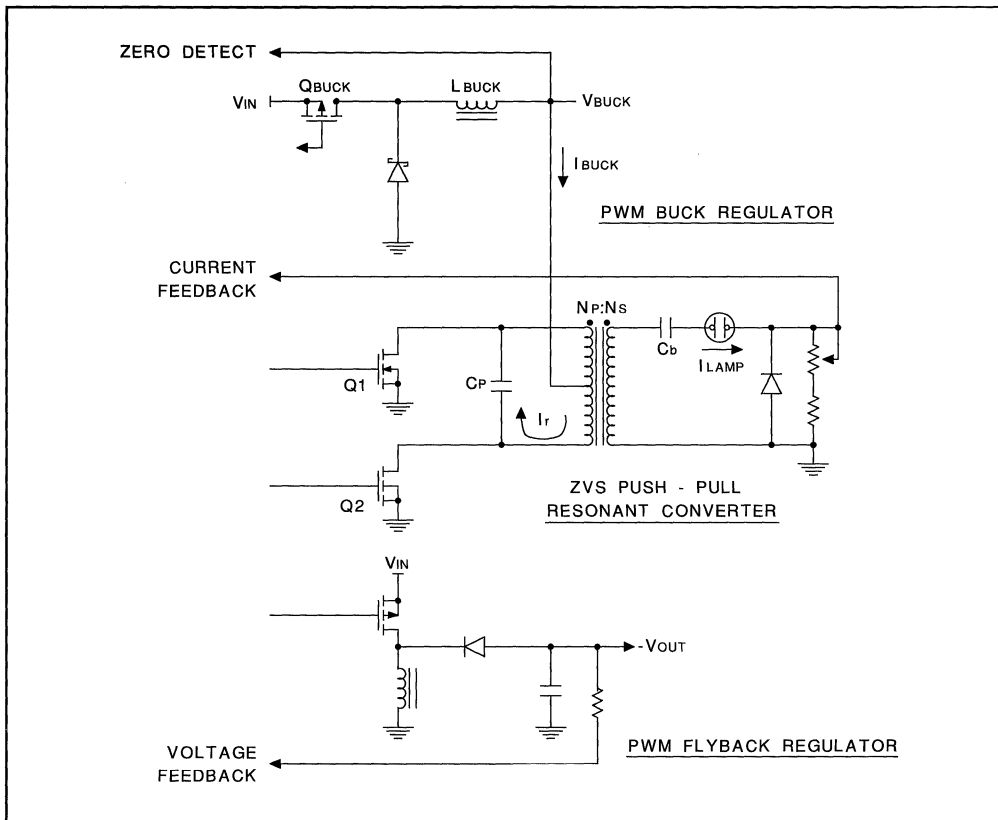 ZERO DETECT
QBUCK
LBUCK
VIN
VBUCK
IBUCK
PWM BUCK REGULATOR
CURRENT
FEEDBACK
NP:NS
Cb
ILAMP
Q1
CP
Ir
Q2
ZVS PUSH - PULL
RESONANT CONVERTER
VIN
-VOUT
VOLTAGE
FEEDBACK
PWM FLYBACK REGULATOR